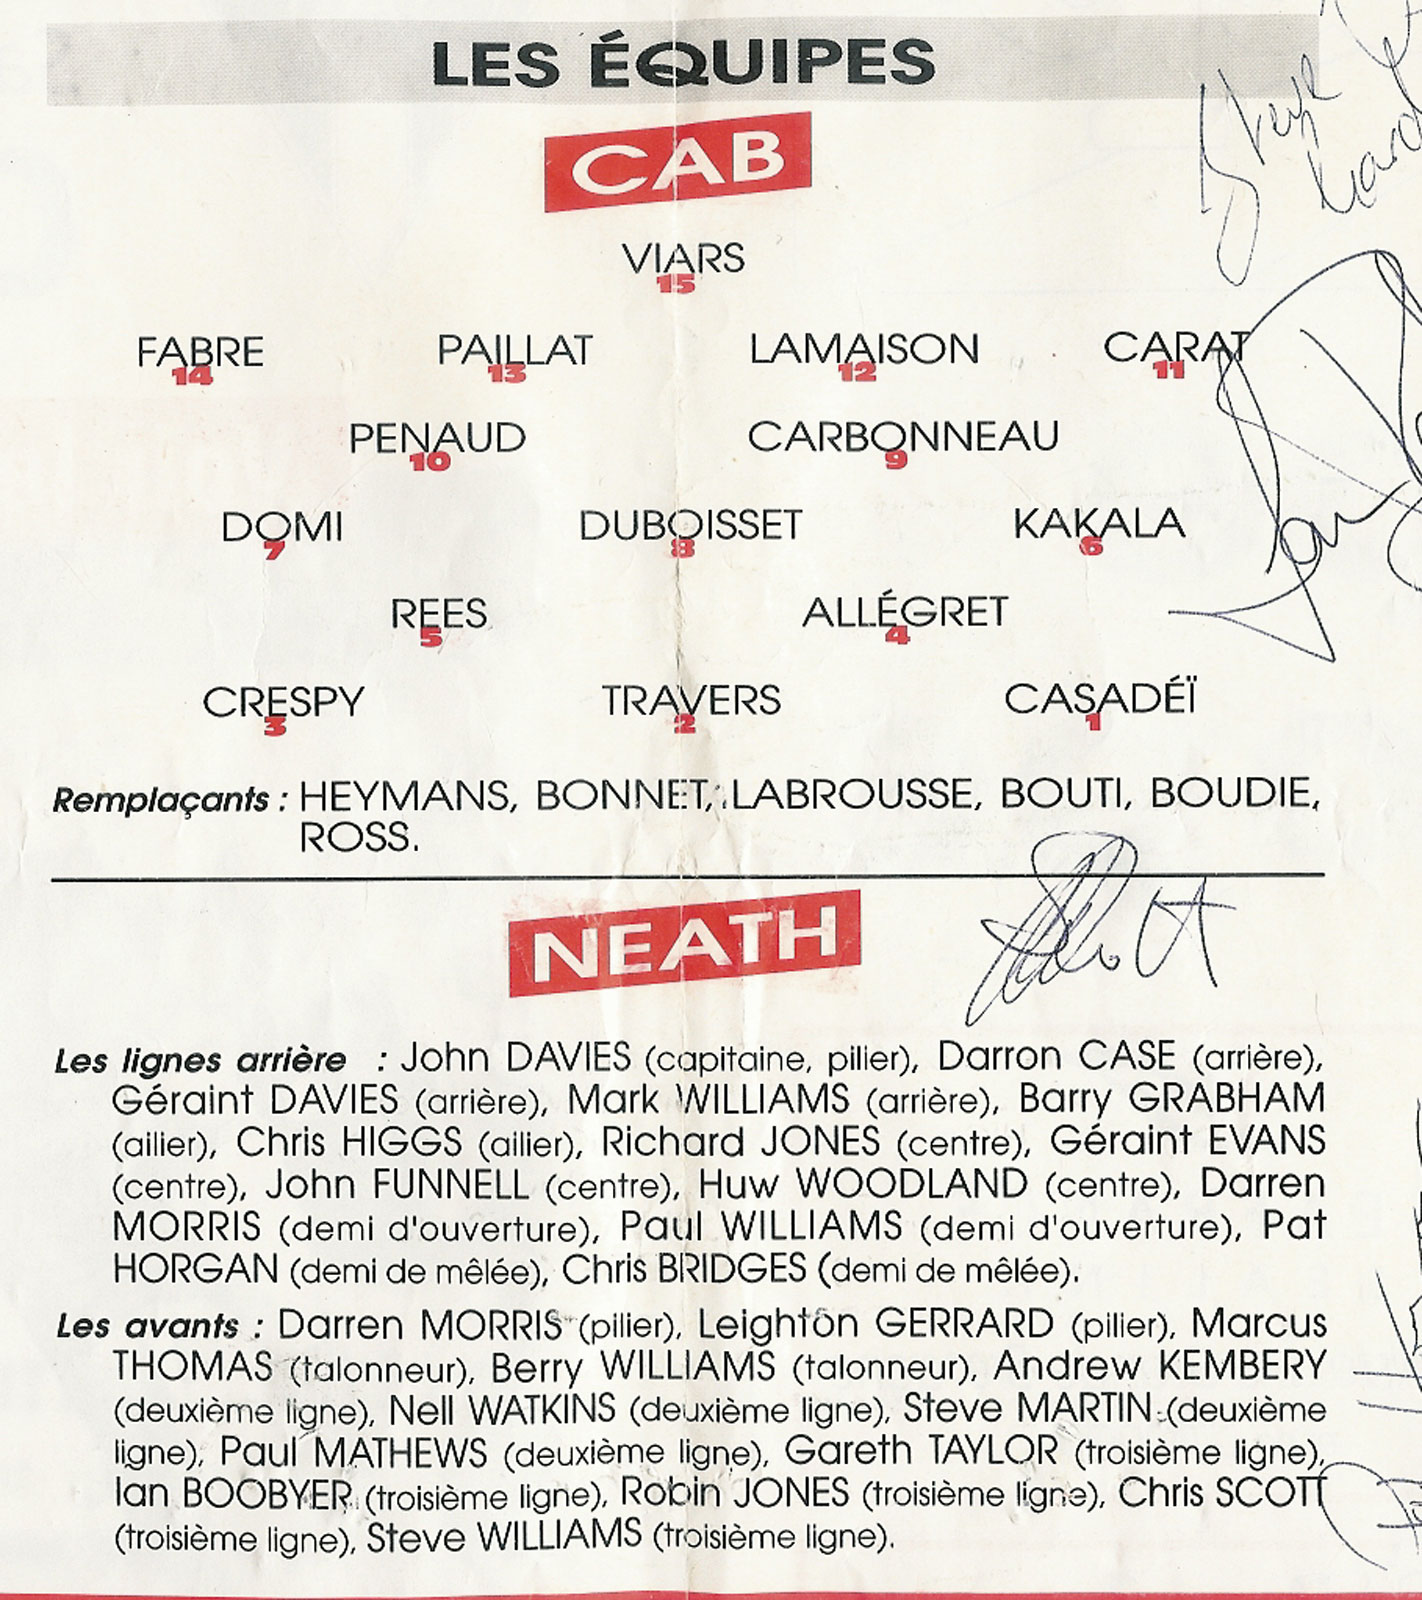 LES ÉQUIPES
CAB
VIARS
15
FABRE PAILLAT LAMAISON CARAT
14 13 12 11
PENAUD CARBONNEAU
10 9
DOMI DUBOISSET KAKALA
7 8 6
REES ALLÉGRET
5 4
CRESPY TRAVERS CASADÉÏ
3 2 1
Remplaçants : HEYMANS, BONNET, LABROUSSE, BOUTI, BOUDIE,
ROSS.
NEATH
Les lignes arrière : John DAVIES (capitaine, pilier), Darron CASE (arrière),
Géraint DAVIES (arrière), Mark WILLIAMS (arrière), Barry GRABHAM
(ailier), Chris HIGGS (ailier), Richard JONES (centre), Géraint EVANS
(centre), John FUNNELL (centre), Huw WOODLAND (centre), Darren
MORRIS (demi d'ouverture), Paul WILLIAMS (demi d'ouverture), Pat
HORGAN (demi de mêlée), Chris BRIDGES (demi de mêlée).
Les avants : Darren MORRIS (pilier), Leighton GERRARD (pilier), Marcus
THOMAS (talonneur), Berry WILLIAMS (talonneur), Andrew KEMBERY
(deuxième ligne), Nell WATKINS (deuxième ligne), Steve MARTIN (deuxième
ligne), Paul MATHEWS (deuxième ligne), Gareth TAYLOR (troisième ligne),
Ian BOOBYER (troisième ligne), Robin JONES (troisième ligne), Chris SCOTT
(troisième ligne), Steve WILLIAMS (troisième ligne).